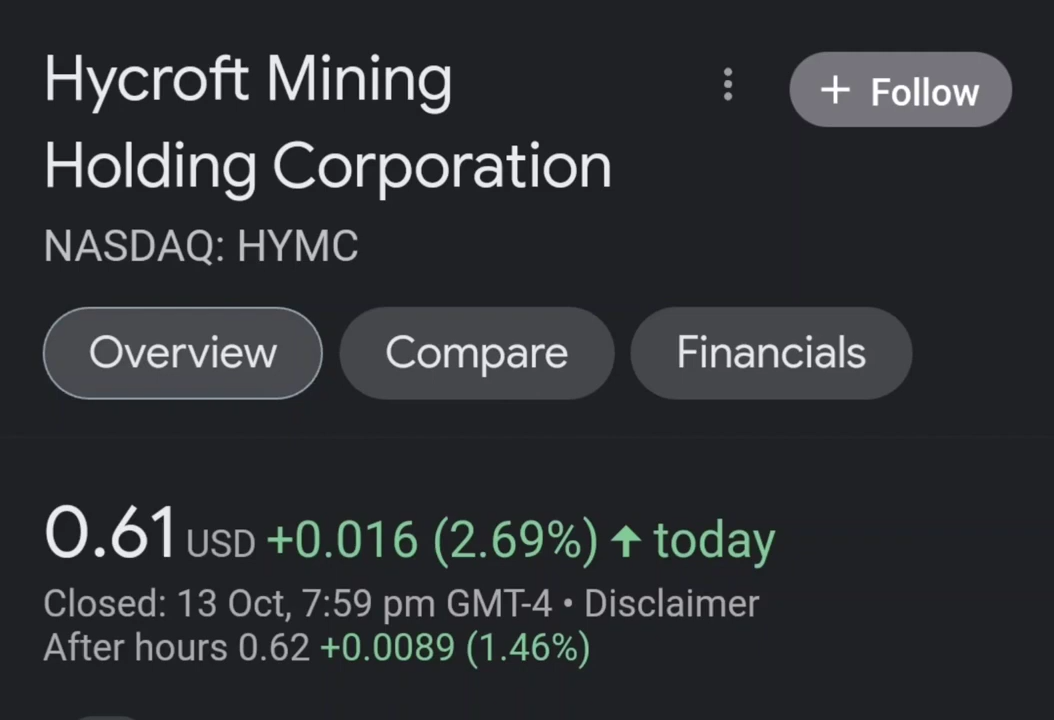 Hycroft Mining
Holding Corporation
+ Follow
NASDAQ: HYMC
Overview
Compare
Financials
0.61 USD +0.016 (2.69%) ↑ today
Closed: 13 Oct, 7:59 pm GMT-4 • Disclaimer
After hours 0.62 +0.0089 (1.46%)